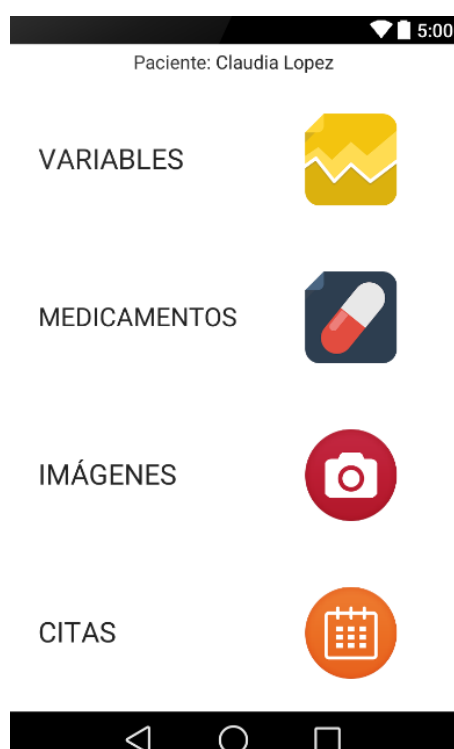 5:00
Paciente: Claudia Lopez
VARIABLES
MEDICAMENTOS
IMÁGENES
CITAS